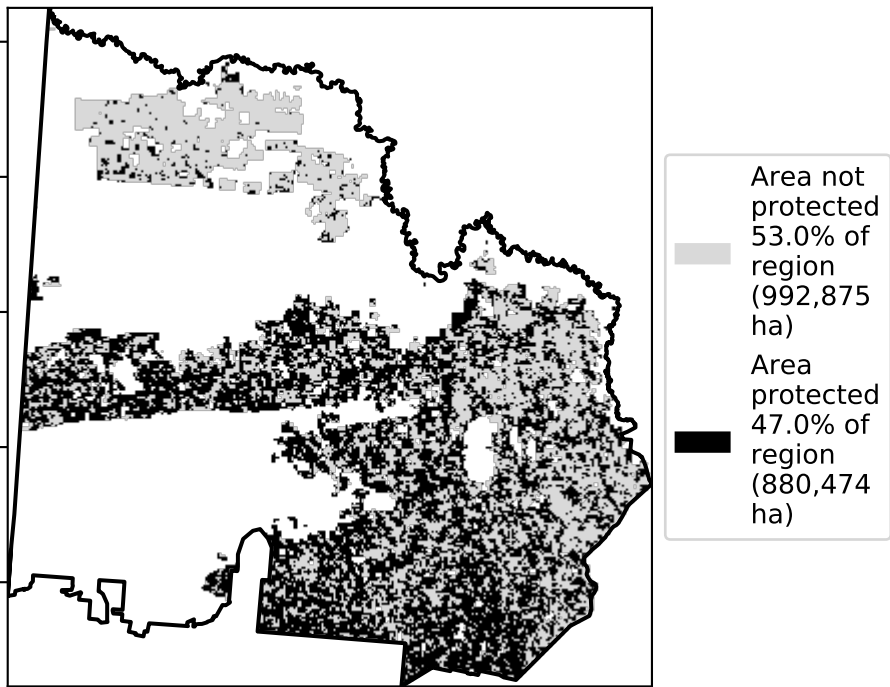 Area not
protected
53.0% of
region
(992,875
ha)
Area
protected
47.0% of
region
(880,474
ha)